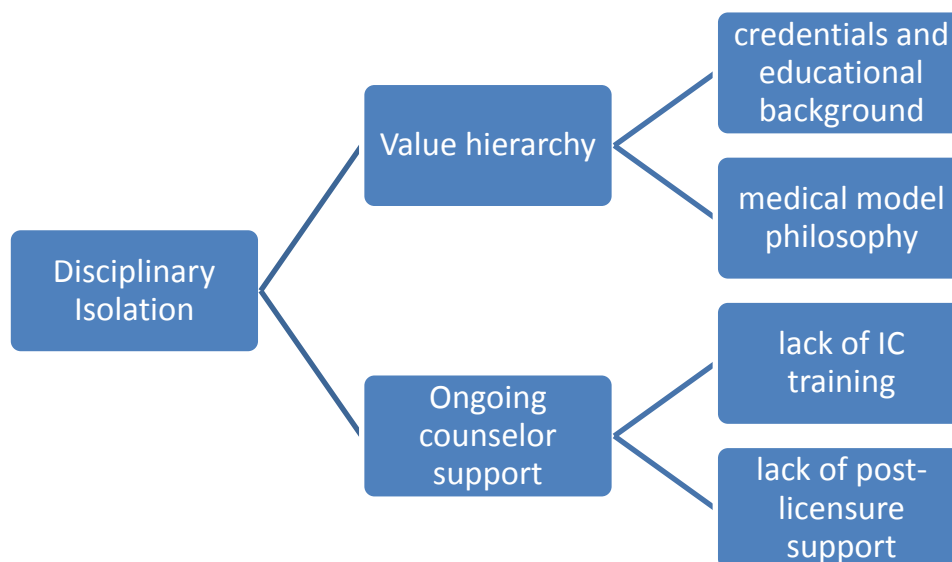 Disciplinary
Isolation
Value hierarchy
credentials and
educational
background
medical model
philosophy
Ongoing
counselor
support
lack of IC
training
lack of post-
licensure
support